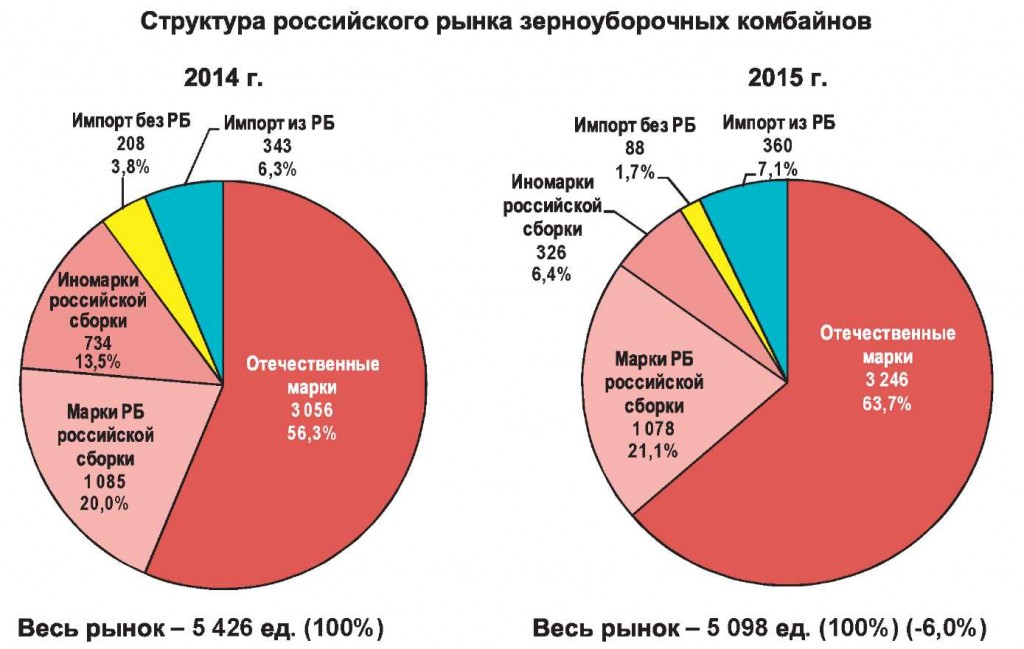 Структура российского рынка зерноуборочных комбайнов
2014 г.
Импорт без РБ
208
3,8%
Импорт из РБ
343
6,3%
Иномарки
российской
сборки
734
13,5%
Марки РБ
российской
сборки
1 085
20,0%
Отечественные
марки
3 056
56,3%
Весь рынок – 5 426 ед. (100%)
2015 г.
Импорт без РБ
88
1,7%
Импорт из РБ
360
7,1%
Иномарки
российской
сборки
326
6,4%
Марки РБ
российской
сборки
1 078
21,1%
Отечественные
марки
3 246
63,7%
Весь рынок – 5 098 ед. (100%) (-6,0%)